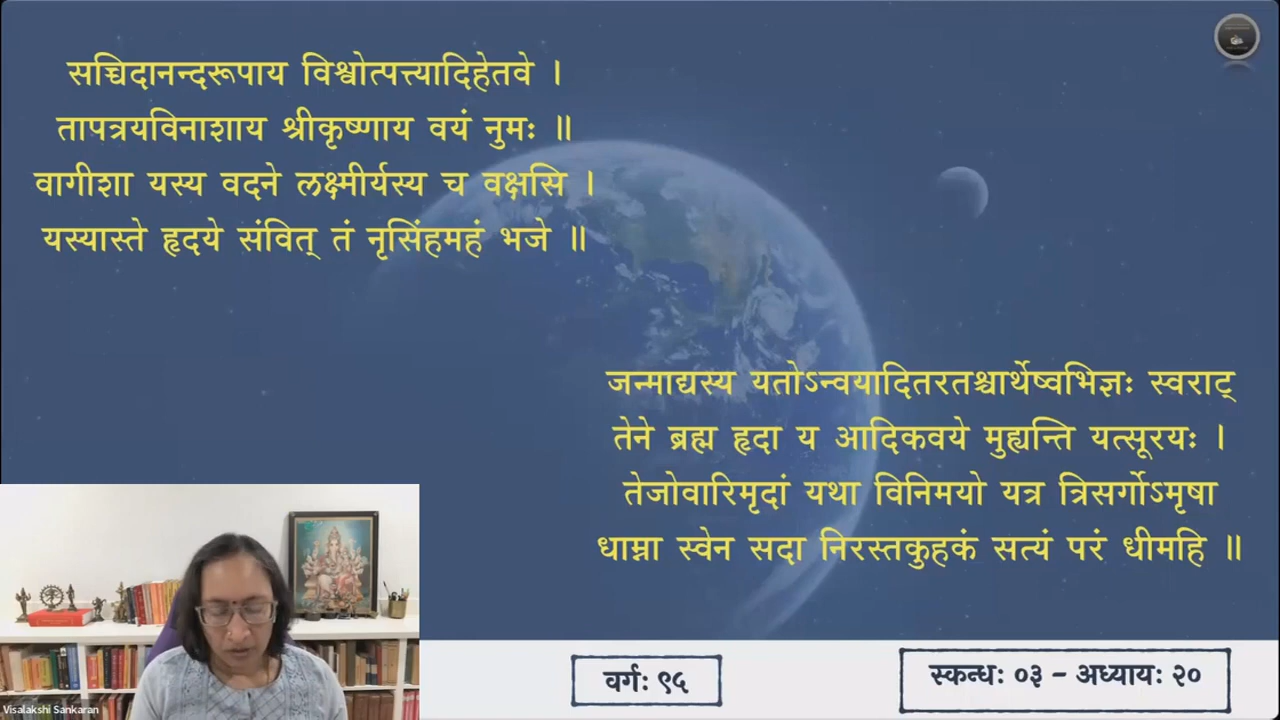 सच्चिदानन्दरूपाय विश्वोत्पत्त्यादिहेतवे ।
तापत्रयविनाशाय श्रीकृष्णाय वयं नुमः ॥
वागीशा यस्य वदने लक्ष्मीर्यस्य च वक्षसि ।
यस्यास्ते हृदये संवित् तं नृसिंहमहं भजे ॥
जन्माद्यस्य यतोऽन्वयादितरतश्चार्थेष्वभिज्ञः स्वराट्
तेने ब्रह्म हृदा य आदिकवये मुह्यन्ति यत्सूरयः ।
तेजोवारिमृदां यथा विनिमयो यत्र त्रिसर्गोऽमृषा
धाम्ना स्वेन सदा निरस्तकुहकं सत्यं परं धीमहि ॥
Visalakshi Sankaran
वर्गः ९५
स्कन्धः ०३ - अध्यायः २०